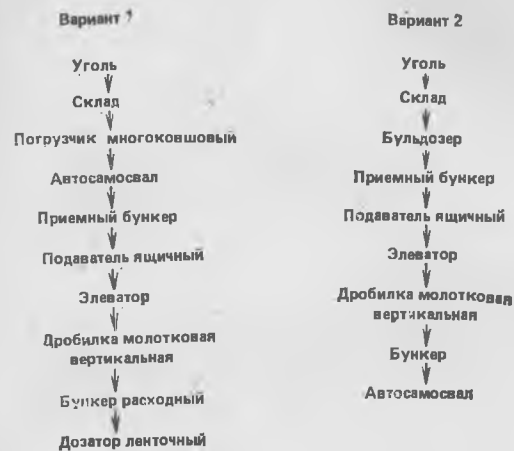 Вариант 1
Уголь
Склад
Погрузчик многоковшовый
Автосамосвал
Приемный бункер
Подаватель ящичный
Элеватор
Дробилка молотковая
вертикальная
Бункер расходный
Дозатор ленточный
Вариант 2
Уголь
Склад
Бульдозер
Приемный бункер
Подаватель ящичный
Элеватор
Дробилка молотковая
вертикальная
Бункер
Автосамосвал